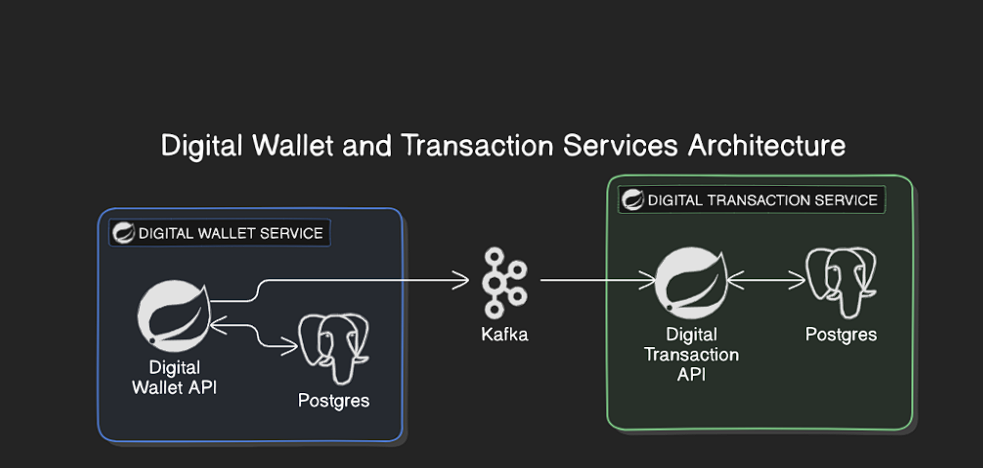 Digital Wallet and Transaction Services Architecture
DIGITAL WALLET SERVICE
Digital
Wallet API
Postgres
Kafka
DIGITAL TRANSACTION SERVICE
Digital
Transaction
API
Postgres